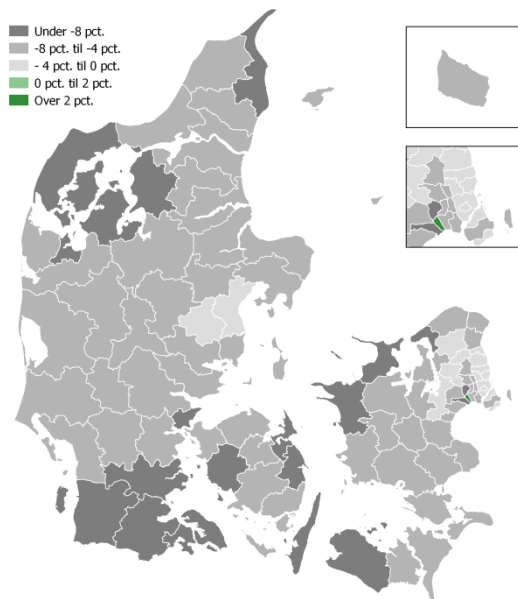 Under -8 pct.
-8 pct. til -4 pct.
- 4 pct. til 0 pct.
0 pct. til 2 pct.
Over 2 pct.